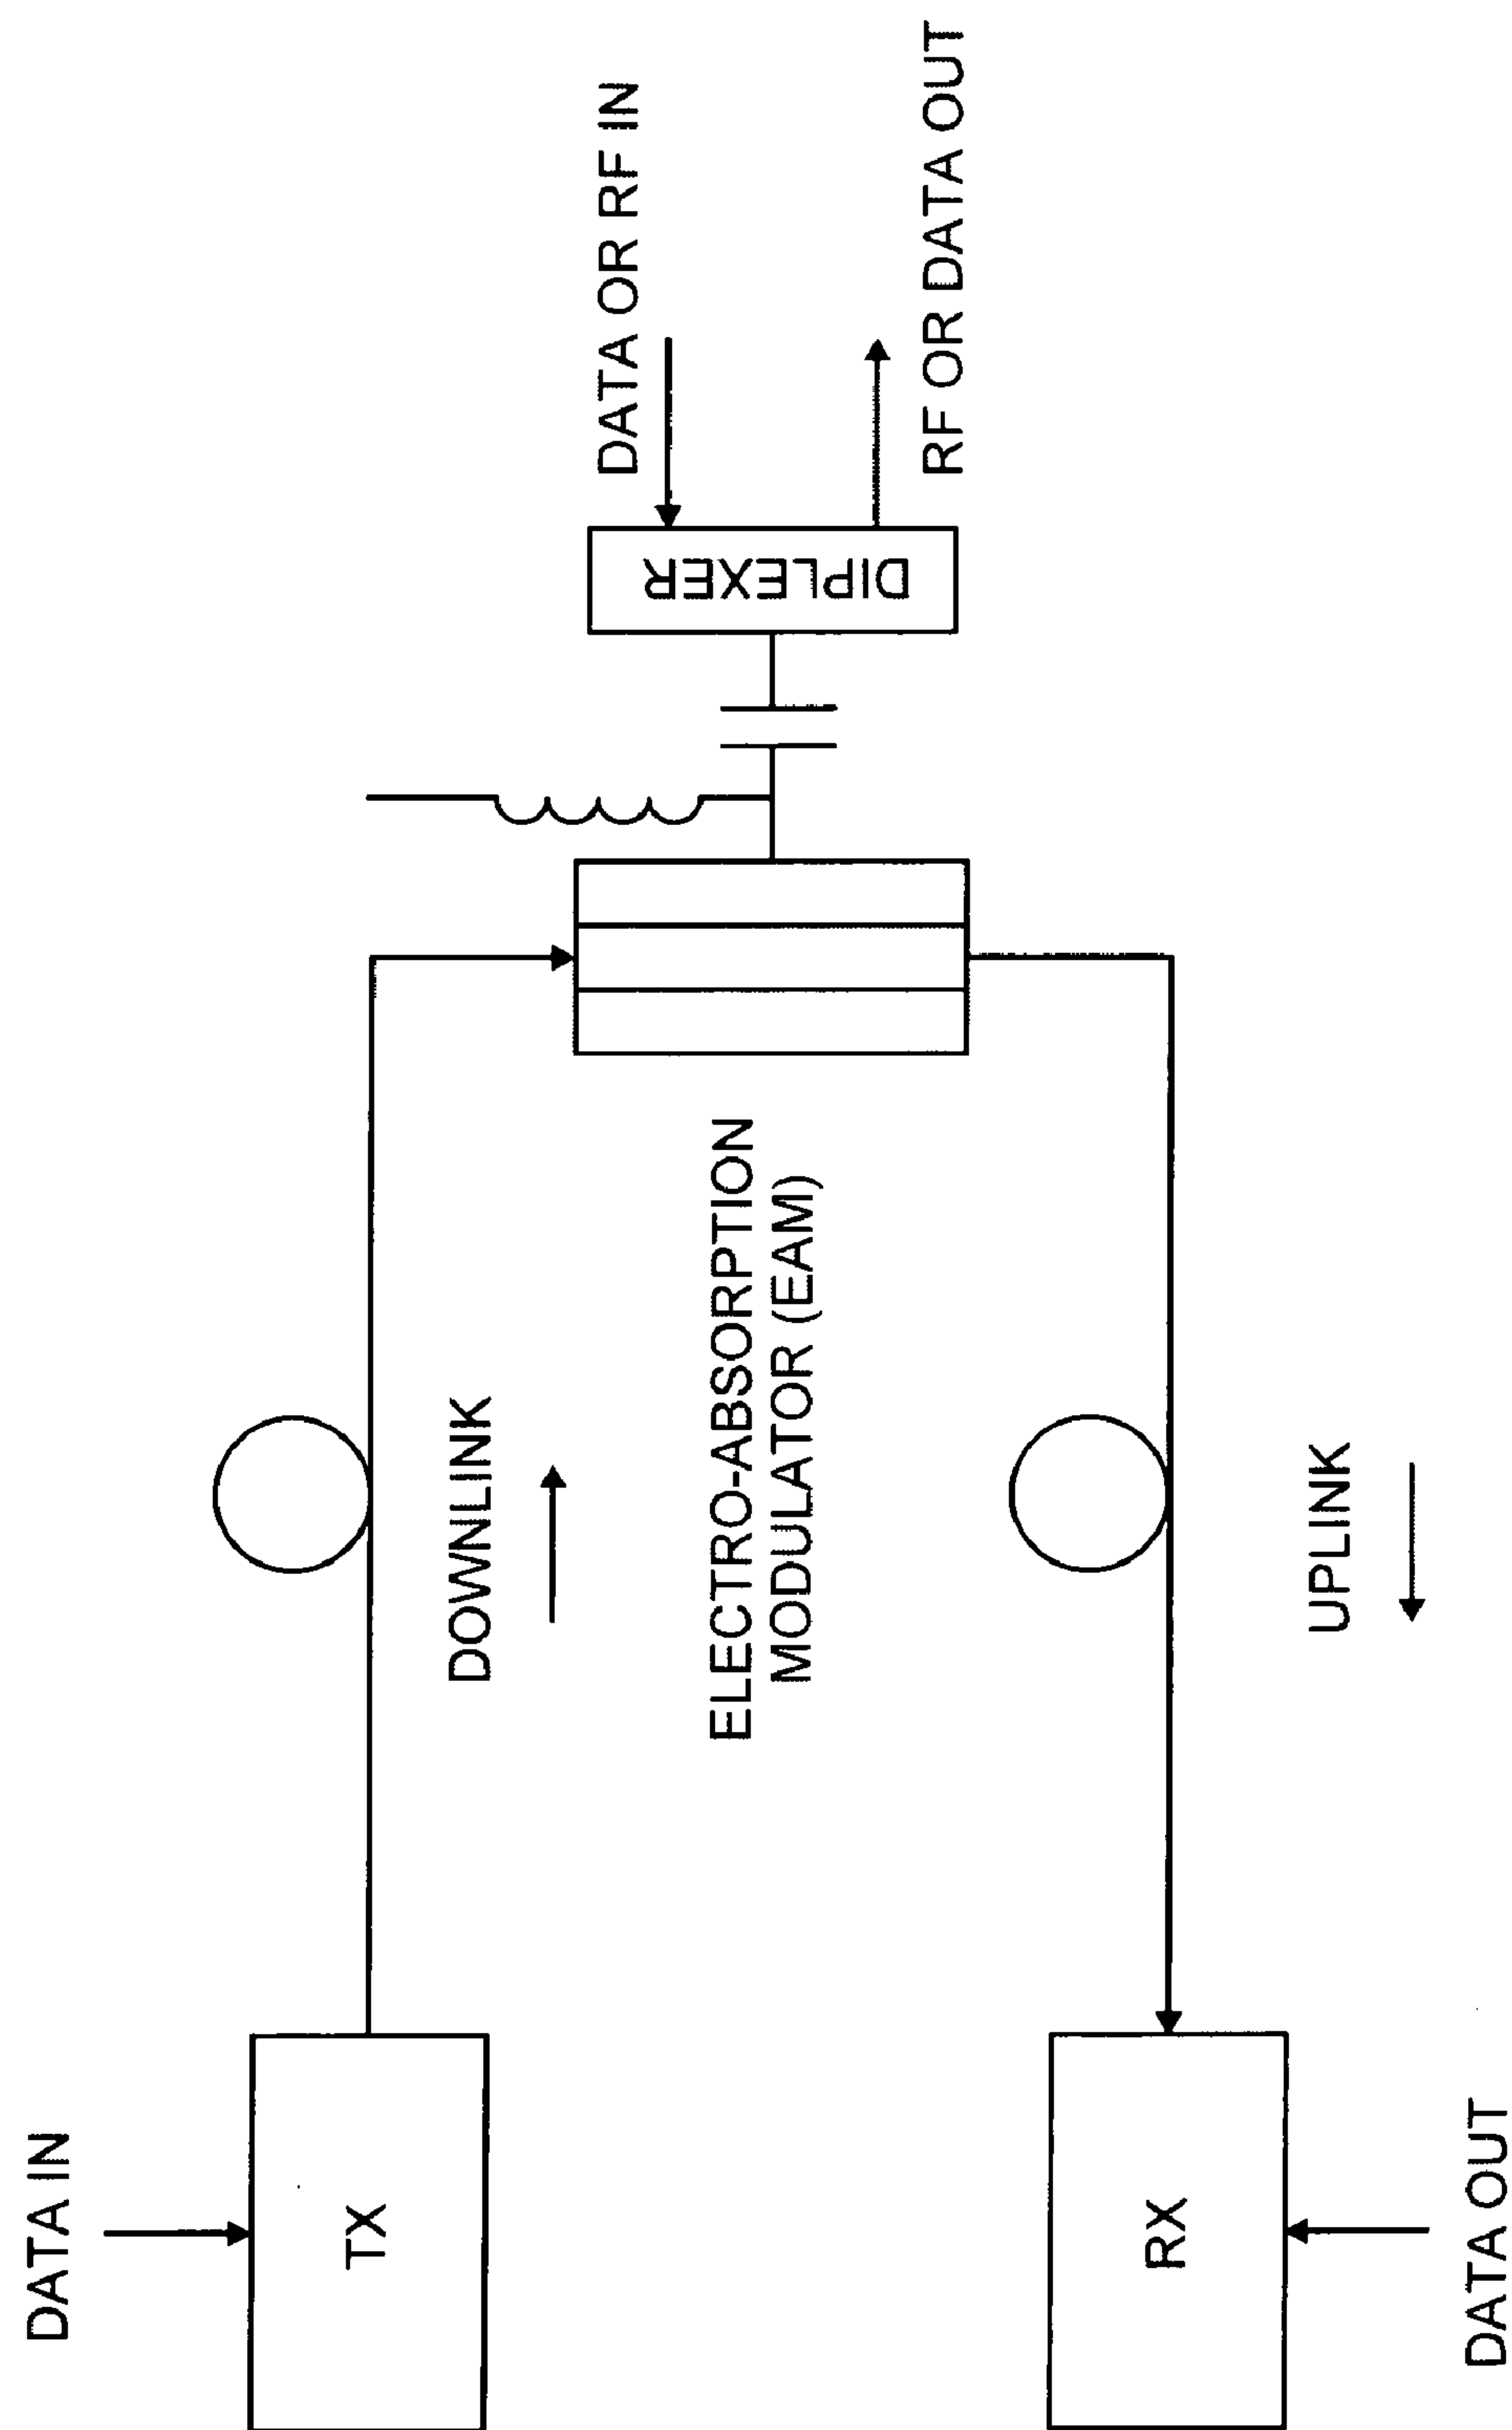 DATA IN
TX
DOWNLINK
ELECTRO-ABSORPTION
MODULATOR (EAM)
DIPLEXER
DATA OR RF IN
RF OR DATA OUT
UPLINK
RX
DATA OUT